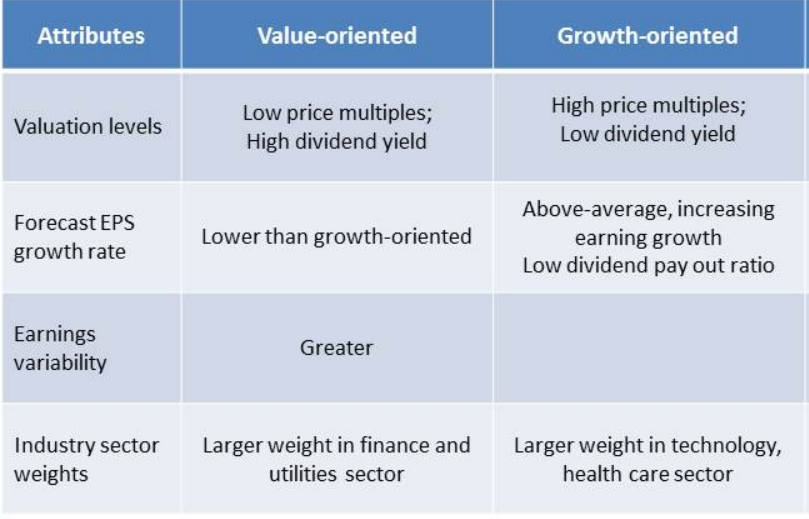 Attributes
Value-oriented
Growth-oriented
Valuation levels
Low price multiples;
High dividend yield
High price multiples;
Low dividend yield
Forecast EPS
growth rate
Lower than growth-oriented
Above-average, increasing
earning growth
Low dividend pay out ratio
Earnings
variability
Greater
Industry sector
weights
Larger weight in finance and
utilities sector
Larger weight in technology,
health care sector